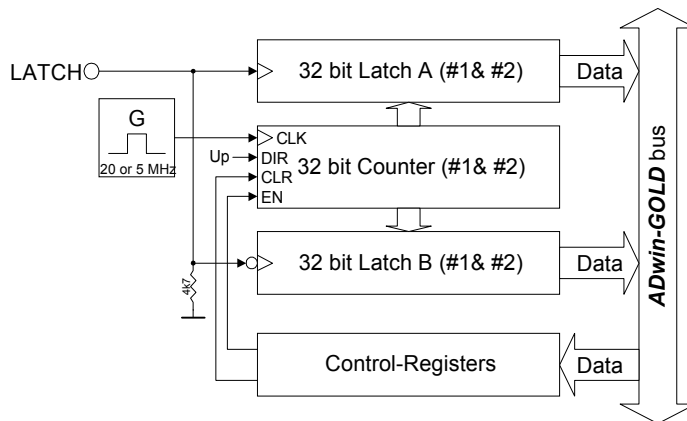 LATCH
32 bit Latch A (#1& #2)
Data
G
20 or 5 MHz
CLK
Up
DIR
32 bit Counter (#1& #2)
CLR
EN
4k7
32 bit Latch B (#1& #2)
Data
Control-Registers
Data
ADwin-GOLD bus